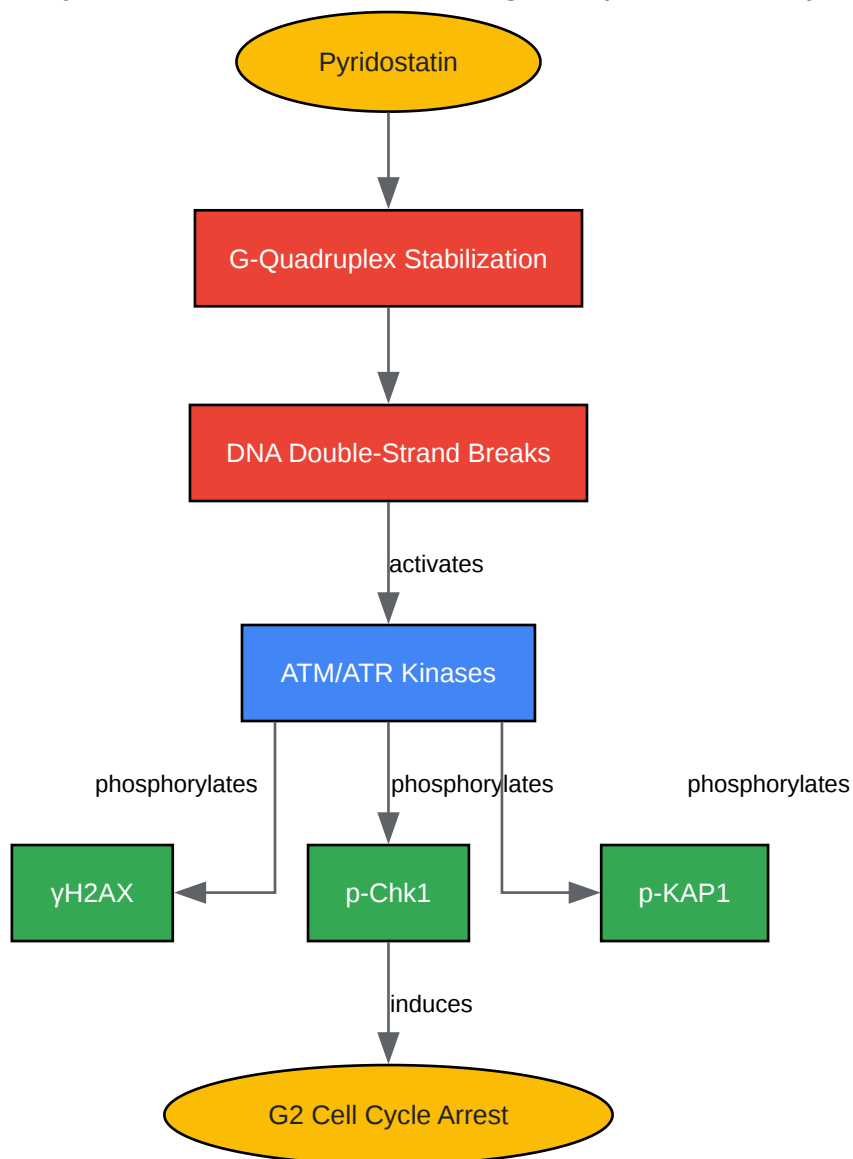 Pyridostatin
G-Quadruplex Stabilization
DNA Double-Strand Breaks
activates
ATM/ATR Kinases
phosphorylates
phosphorylates
phosphorylates
γH2AX
p-Chk1
p-KAP1
induces
G2 Cell Cycle Arrest